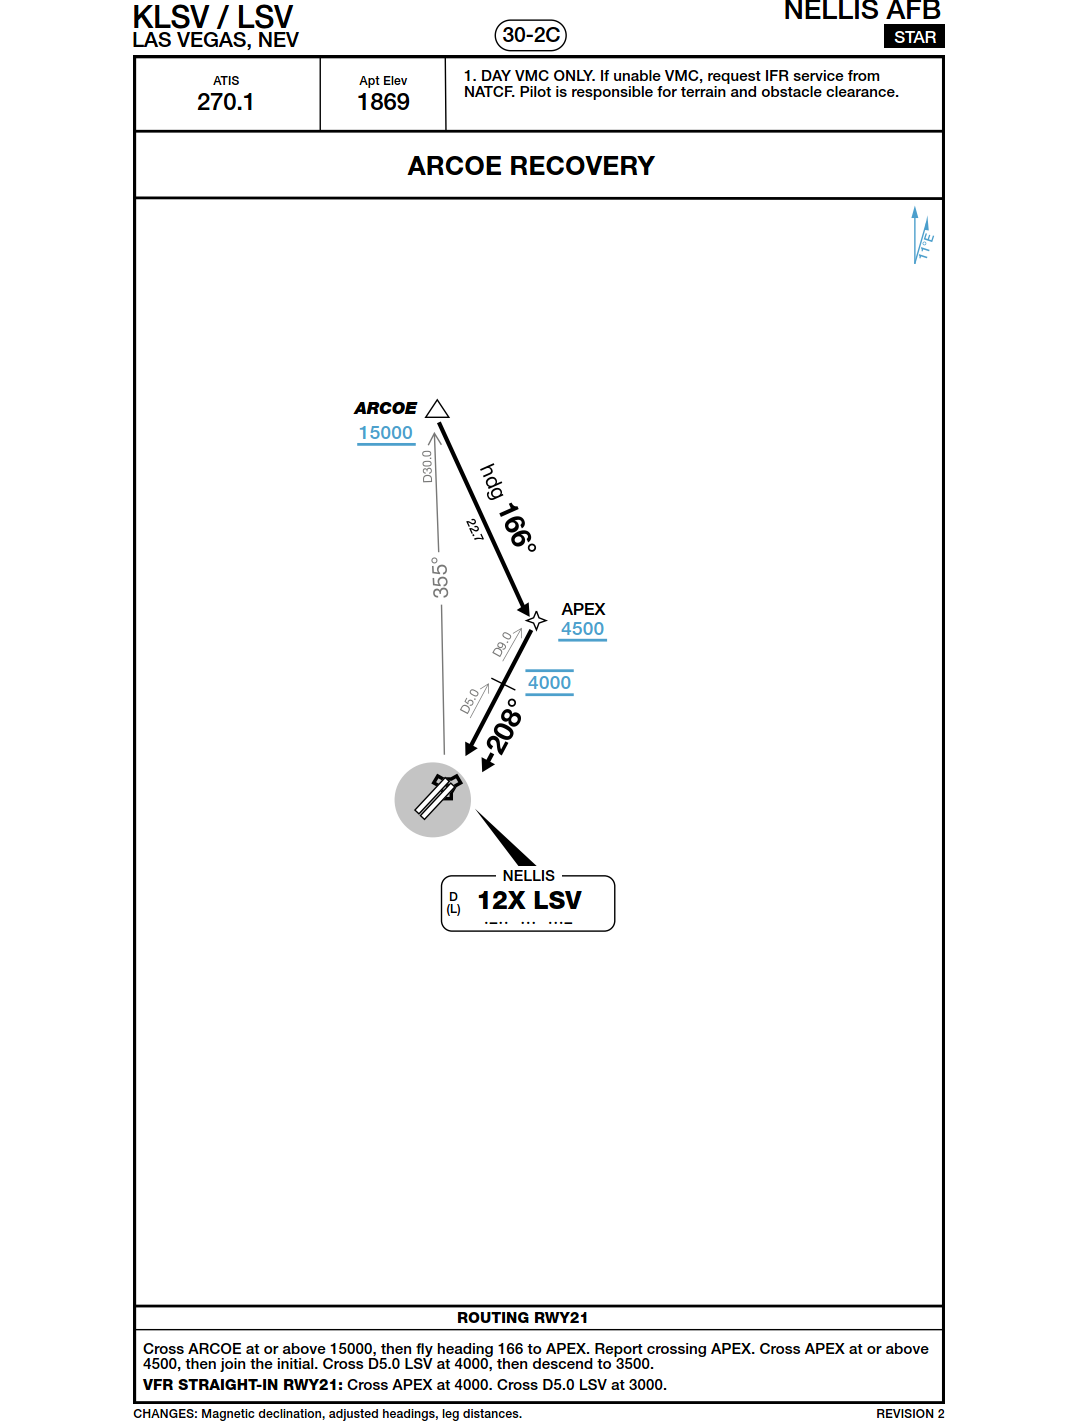 KLSV / LSV
LAS VEGAS, NEV
30-2C
NELLIS AFB
STAR
ATIS
270.1
Apt Elev
1869
1. DAY VMC ONLY. If unable VMC, request IFR service from
NATCF. Pilot is responsible for terrain and obstacle clearance.
ARCOE RECOVERY
11°E
ARCOE
15000
D30.0
hdg 166°
22.7
355°
APEX
4500
D9.0
4000
D5.0
208°
NELLIS
D
(L)
12X LSV
ROUTING RWY21
Cross ARCOE at or above 15000, then fly heading 166 to APEX. Report crossing APEX. Cross APEX at or above
4500, then join the initial. Cross D5.0 LSV at 4000, then descend to 3500.
VFR STRAIGHT-IN RWY21: Cross APEX at 4000. Cross D5.0 LSV at 3000.
CHANGES: Magnetic declination, adjusted headings, leg distances.
REVISION 2